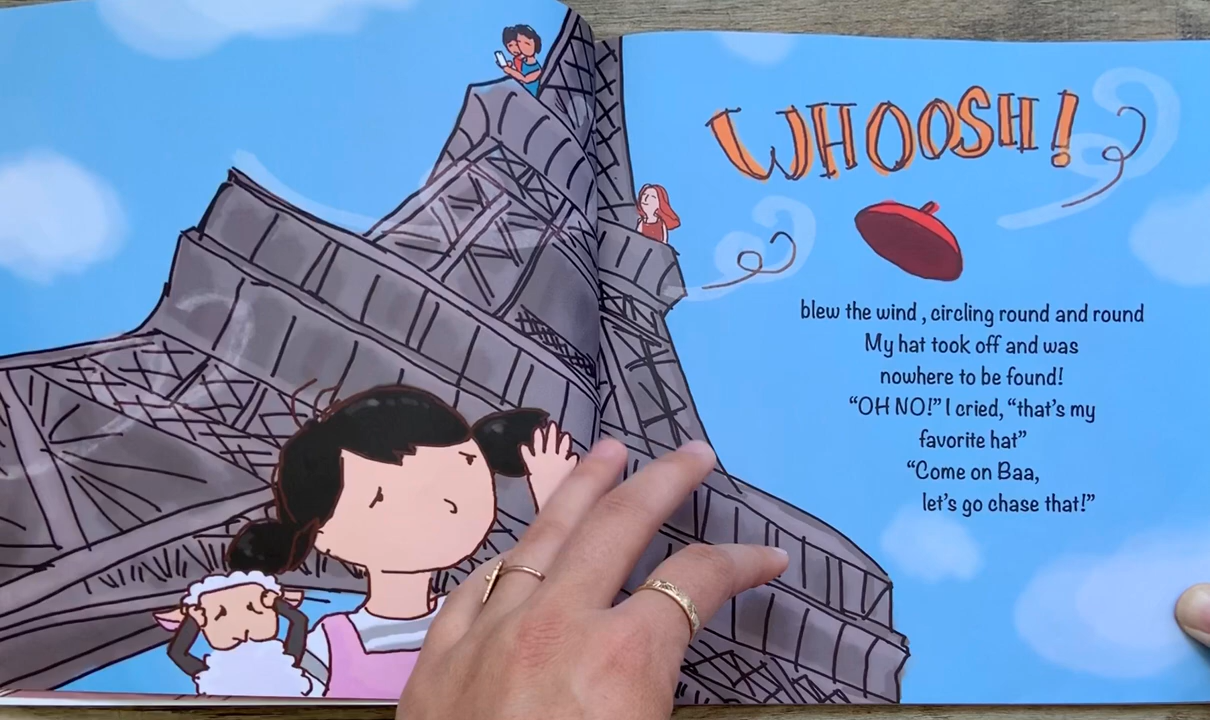 WHOOSH!
blew the wind , circling round and round
My hat took off and was
nowhere to be found!
“OH NO!” I cried, “that’s my
favorite hat”
“Come on Baa,
let’s go chase that!”